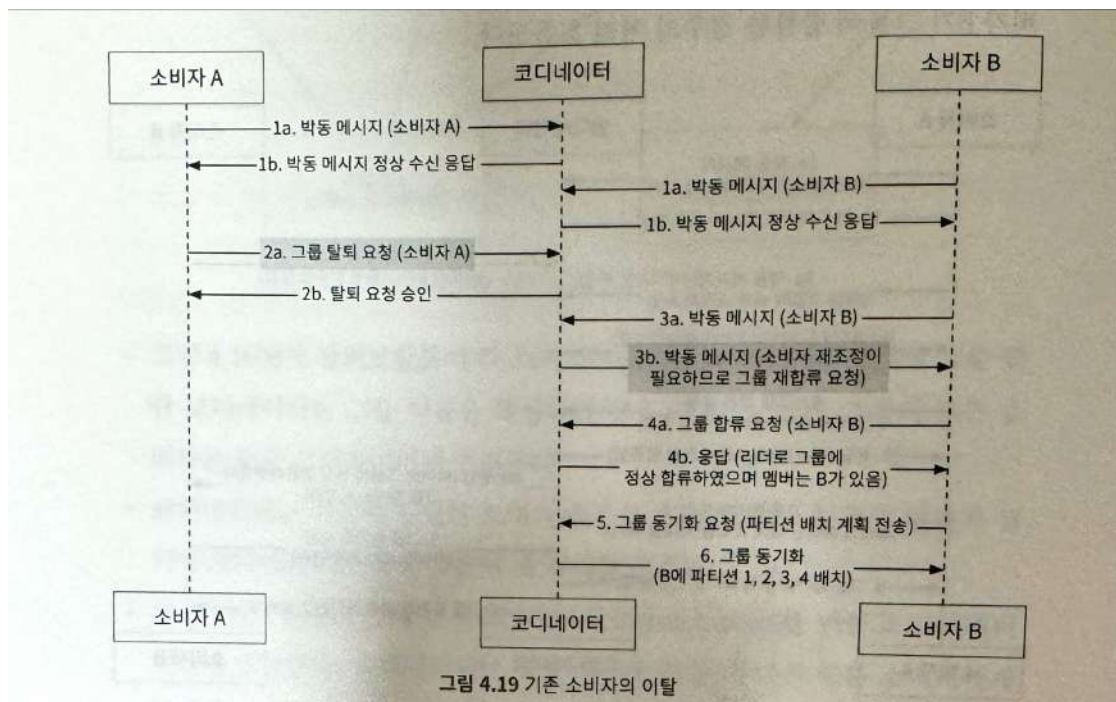 소비자 A
코디네이터
소비자 B
1a. 박동 메시지 (소비자 A)
1b. 박동 메시지 정상 수신 응답
1a. 박동 메시지 (소비자 B)
1b. 박동 메시지 정상 수신 응답
2a. 그룹 탈퇴 요청 (소비자 A)
2b. 탈퇴 요청 승인
3a. 박동 메시지 (소비자 B)
3b. 박동 메시지 (소비자 재조정이
필요하므로 그룹 재합류 요청)
4a. 그룹 합류 요청 (소비자 B)
4b. 응답 (리더로 그룹에
정상 합류하였으며 멤버는 B가 있음)
5. 그룹 동기화 요청 (파티션 배치 계획 전송)
6. 그룹 동기화
(B에 파티션 1, 2, 3, 4 배치)
소비자 A
코디네이터
소비자 B
그림 4.19 기존 소비자의 이탈